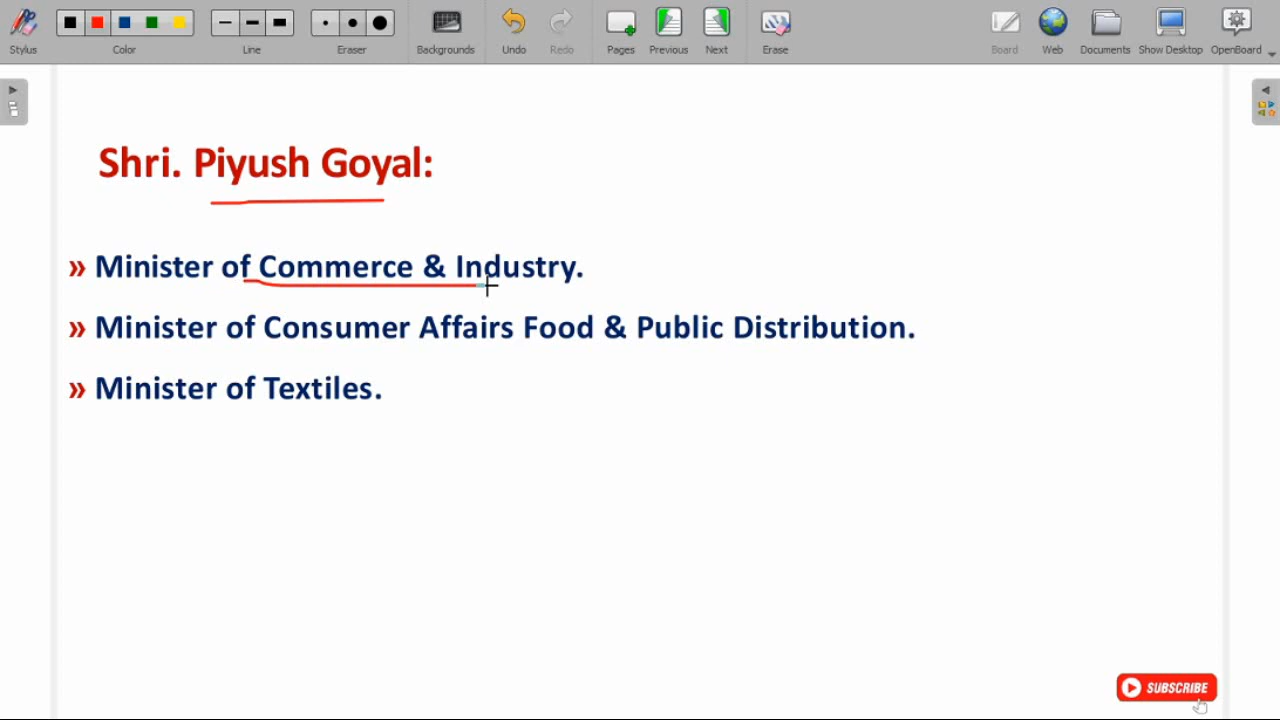 Stylus Color Line Eraser Backgrounds Undo Redo Pages Previous Next Erase Board Web Documents Show Desktop OpenBoard
Shri. Piyush Goyal:
» Minister of Commerce & Industry.
» Minister of Consumer Affairs Food & Public Distribution.
» Minister of Textiles.
SUBSCRIBE